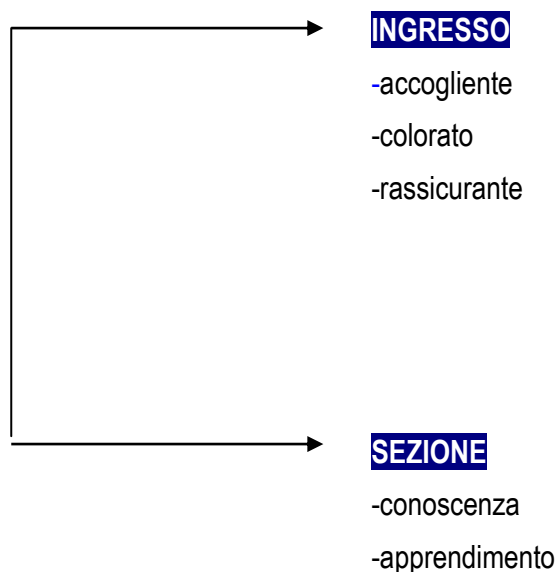 INGRESSO
-accogliente
-colorato
-rassicurante
SEZIONE
-conoscenza
-apprendimento